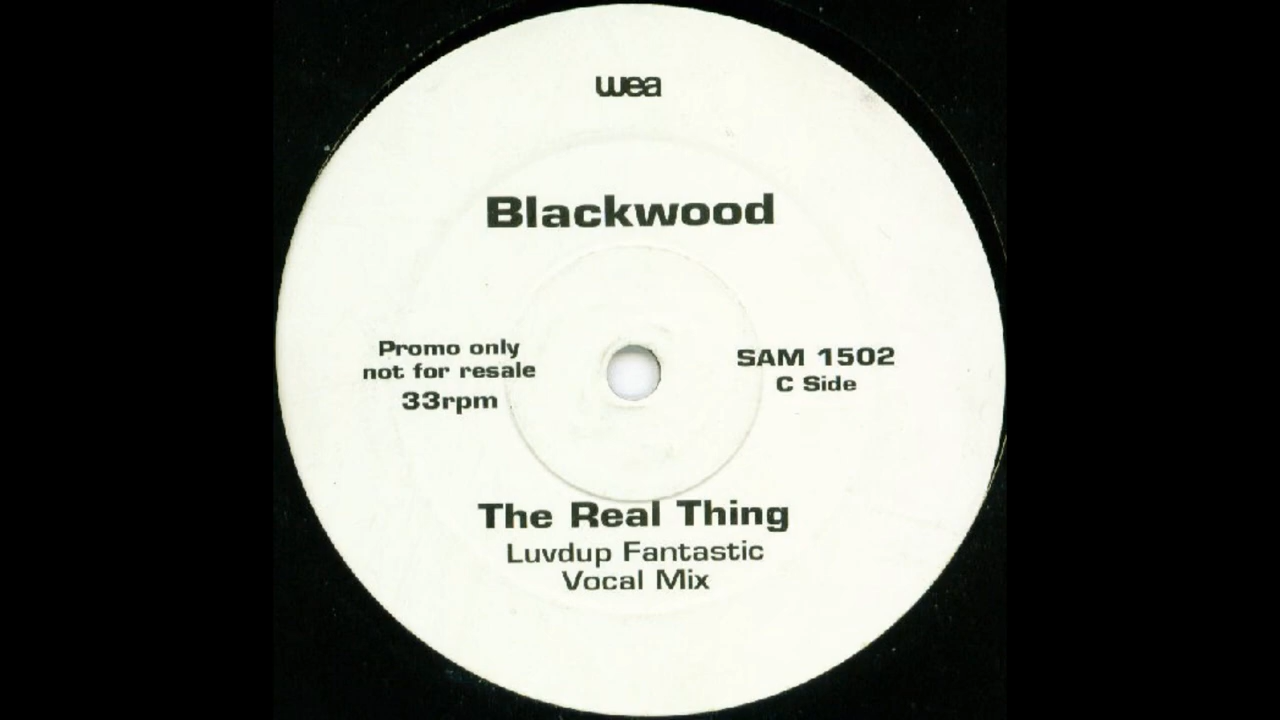 wea
Blackwood
Promo only
not for resale
33rpm
SAM 1502
C Side
The Real Thing
Luvdup Fantastic
Vocal Mix